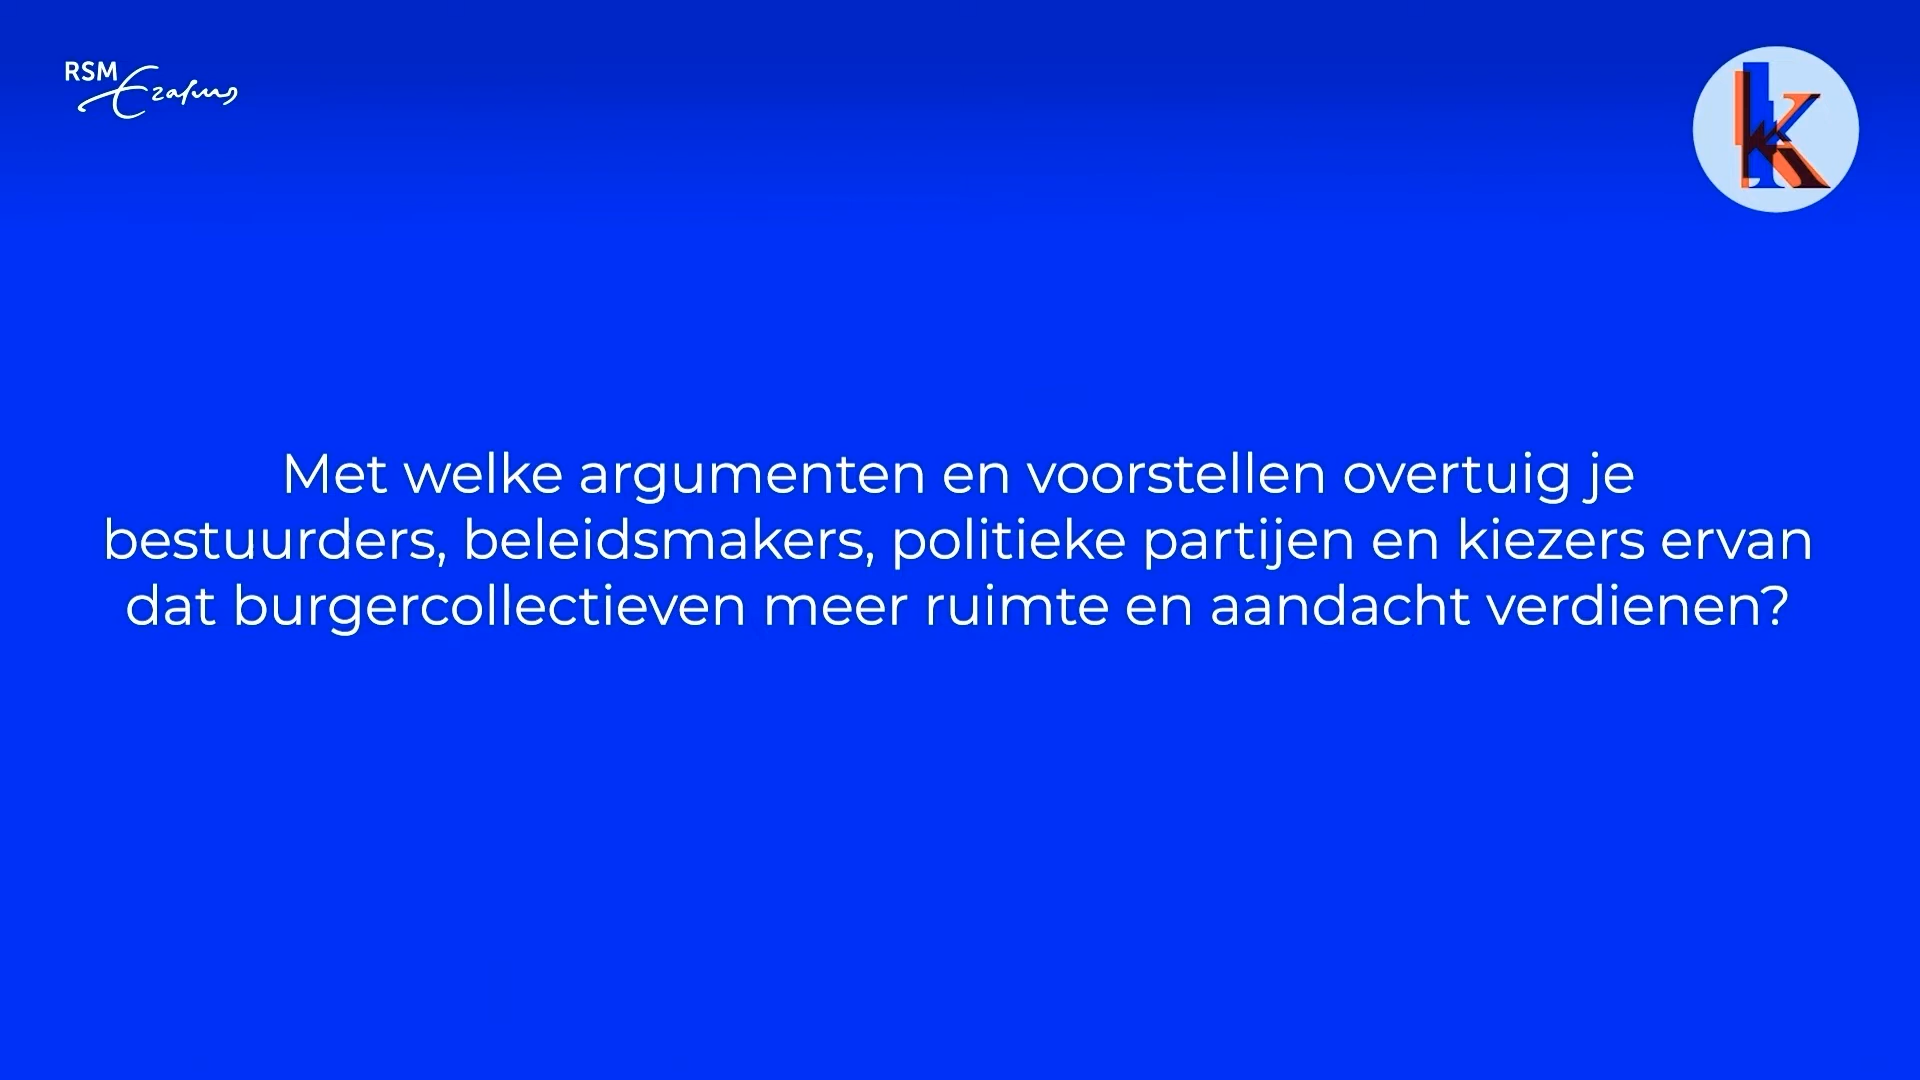 RSM
Erasmus
k
Met welke argumenten en voorstellen overtuig je
bestuurders, beleidsmakers, politieke partijen en kiezers ervan
dat burgercollectieven meer ruimte en aandacht verdienen?